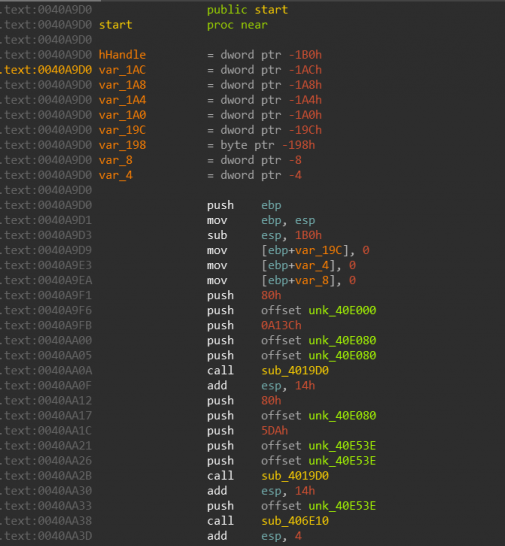 .text:0040A9D0 public start
.text:0040A9D0 start proc near
.text:0040A9D0
.text:0040A9D0 hHandle = dword ptr -1B0h
.text:0040A9D0 var_1AC = dword ptr -1ACh
.text:0040A9D0 var_1A8 = dword ptr -1A8h
.text:0040A9D0 var_1A4 = dword ptr -1A4h
.text:0040A9D0 var_1A0 = dword ptr -1A0h
.text:0040A9D0 var_19C = dword ptr -19Ch
.text:0040A9D0 var_198 = byte ptr -198h
.text:0040A9D0 var_8 = dword ptr -8
.text:0040A9D0 var_4 = dword ptr -4
.text:0040A9D0
.text:0040A9D0 push ebp
.text:0040A9D1 mov ebp, esp
.text:0040A9D3 sub esp, 1B0h
.text:0040A9D9 mov [ebp+var_19C], 0
.text:0040A9E3 mov [ebp+var_4], 0
.text:0040A9EA mov [ebp+var_8], 0
.text:0040A9F1 push 80h
.text:0040A9F6 push offset unk_40E000
.text:0040A9FB push 0A13Ch
.text:0040AA00 push offset unk_40E080
.text:0040AA05 push offset unk_40E080
.text:0040AA0A call sub_4019D0
.text:0040AA0F add esp, 14h
.text:0040AA12 push 80h
.text:0040AA17 push offset unk_40E080
.text:0040AA1C push 5DAh
.text:0040AA21 push offset unk_40E53E
.text:0040AA26 push offset unk_40E53E
.text:0040AA2B call sub_4019D0
.text:0040AA30 add esp, 14h
.text:0040AA33 push offset unk_40E53E
.text:0040AA38 call sub_406E10
.text:0040AA3D add esp, 4